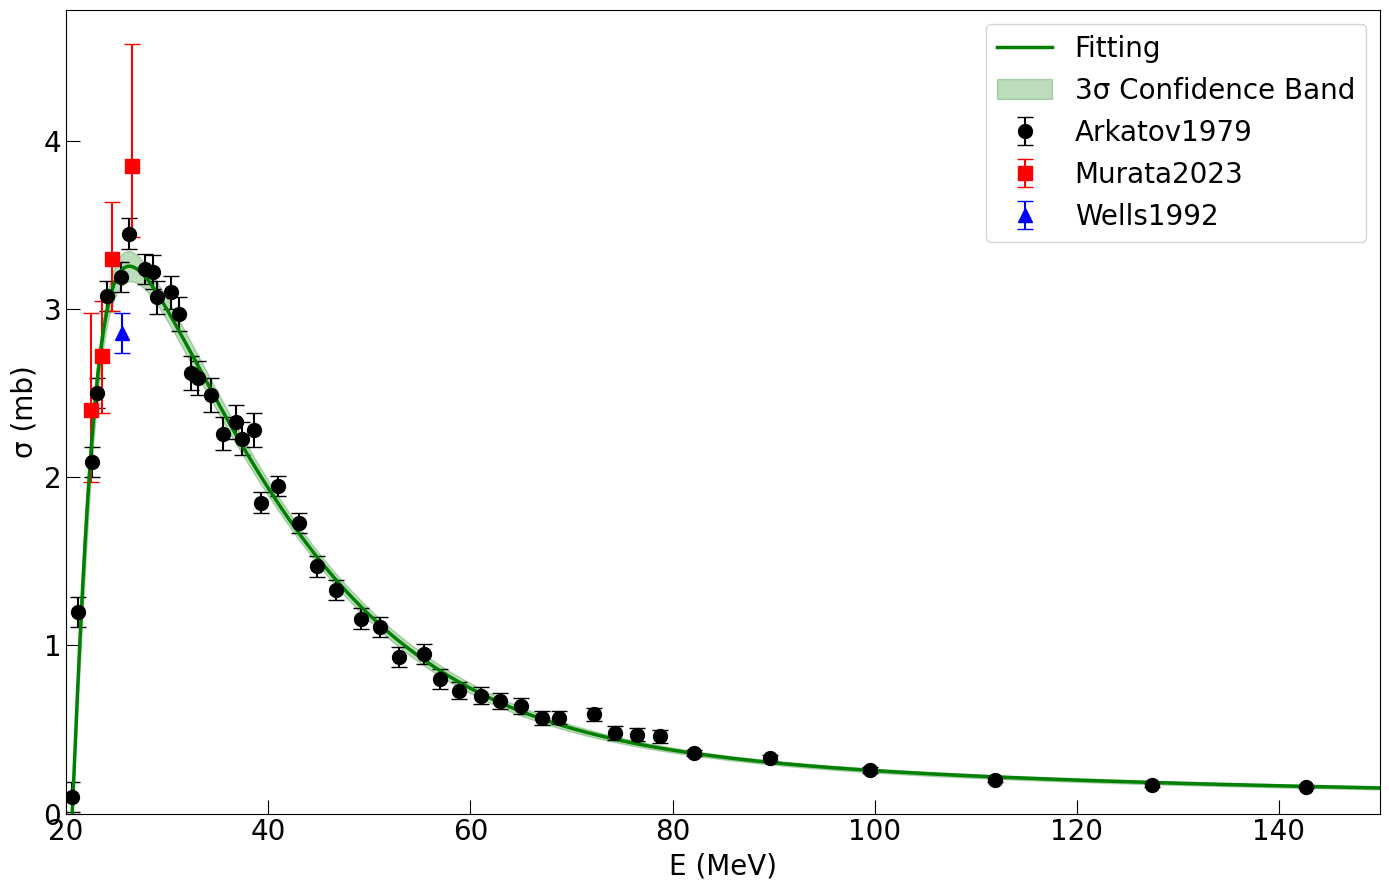 Fitting
3σ Confidence Band
Arkatov1979
Murata2023
Wells1992
σ (mb)
4
3
2
1
0
20 40 60 80 100 120 140
E (MeV)